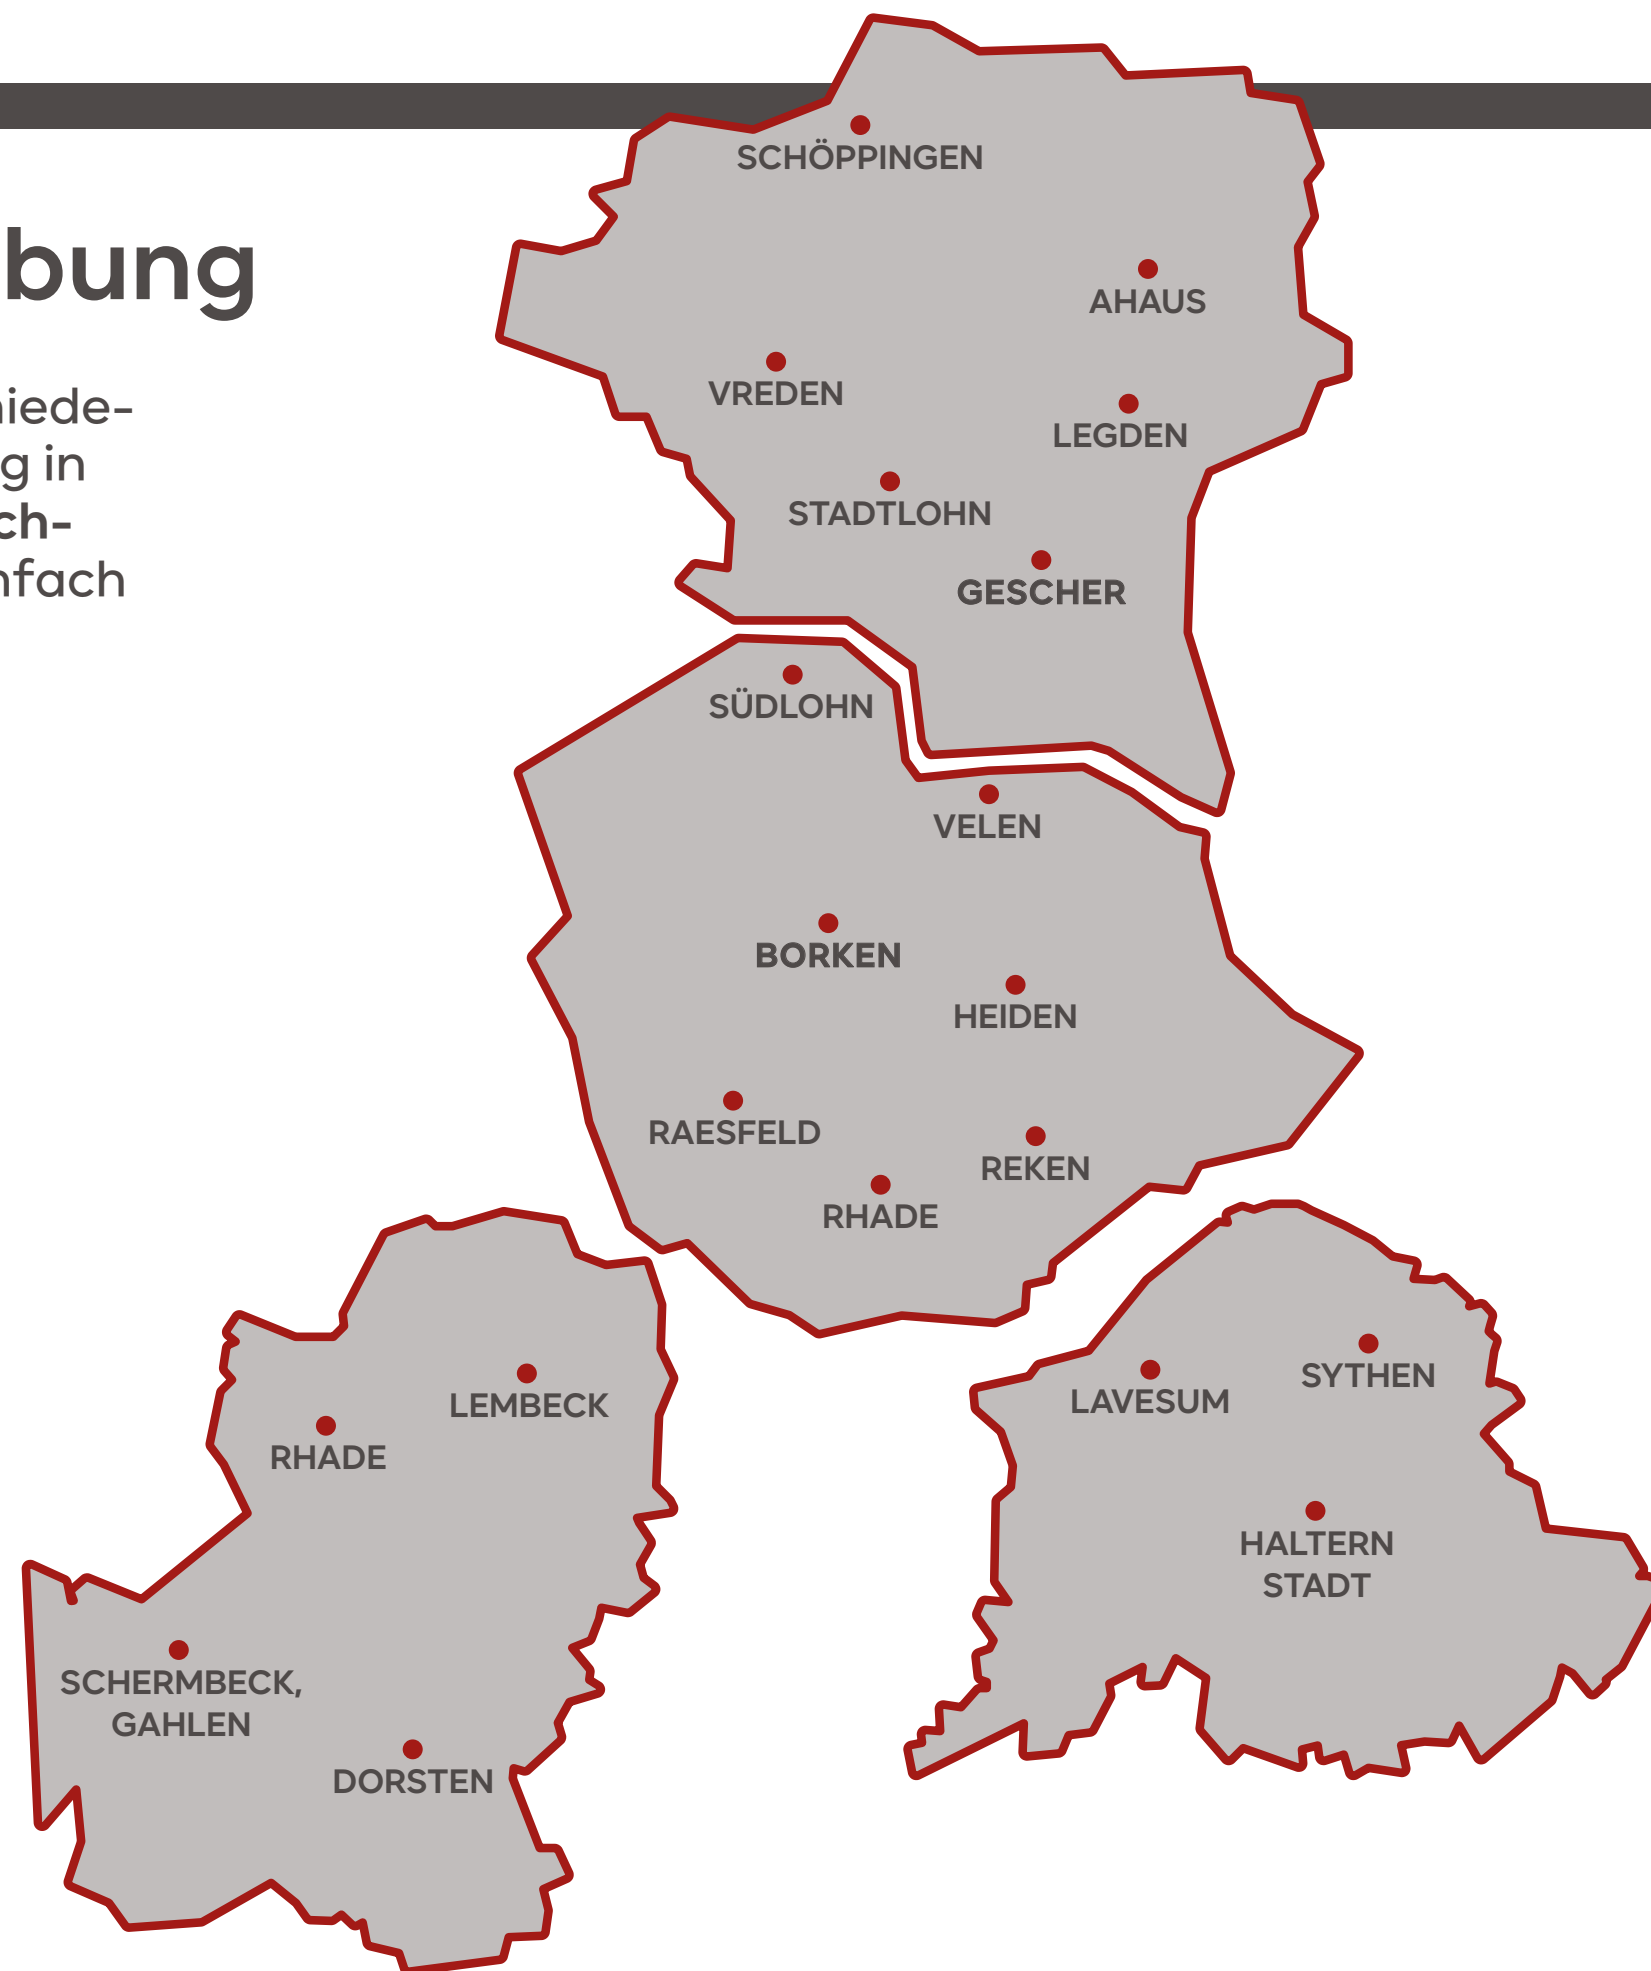 bung
niede-
g in
ch-
nfach
SCHÖPPINGEN
AHAUS
VREDEN
LEGDEN
STADTLOHN
GESCHER
SÜDLOHN
VELEN
BORKEN
HEIDEN
RAESFELD
REKEN
RHADE
LEMBECK
RHADE
SCHERMBECK,
GAHLEN
DORSTEN
SYTHEN
LAVESUM
HALTERN
STADT